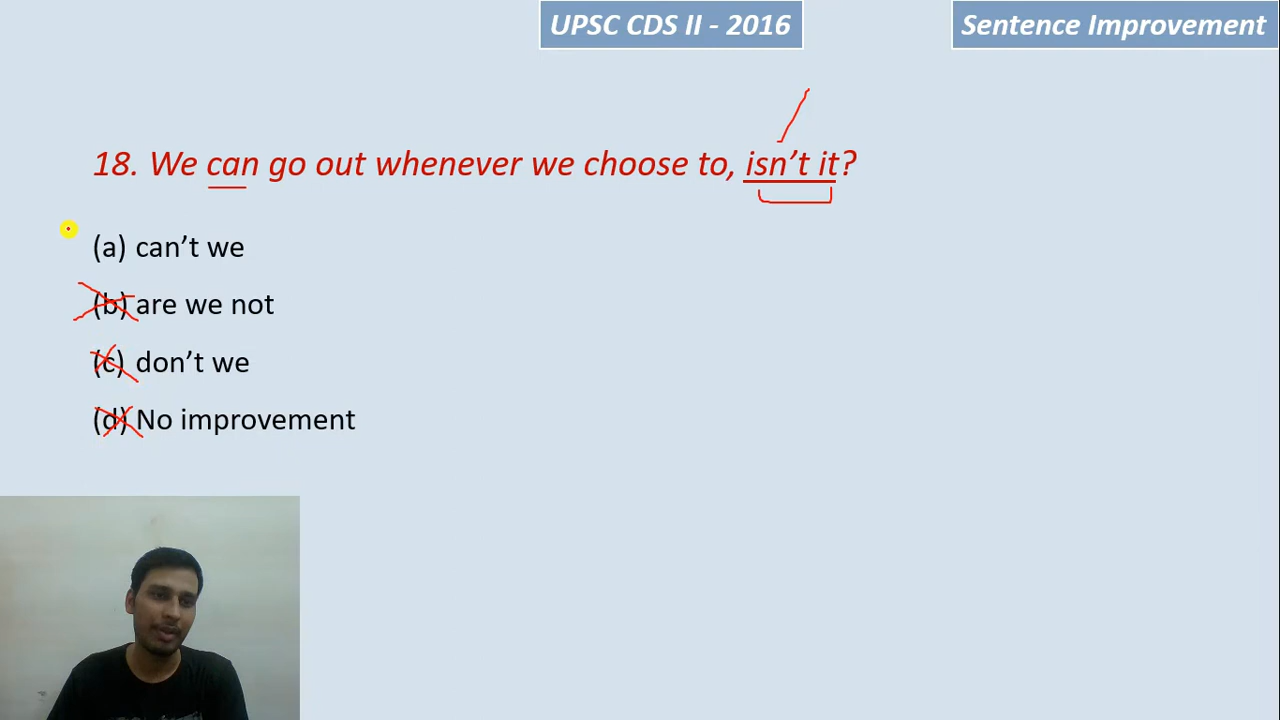 UPSC CDS II - 2016
Sentence Improvement
18. We can go out whenever we choose to, isn’t it?
(a) can’t we
(b) are we not
(c) don’t we
(d) No improvement